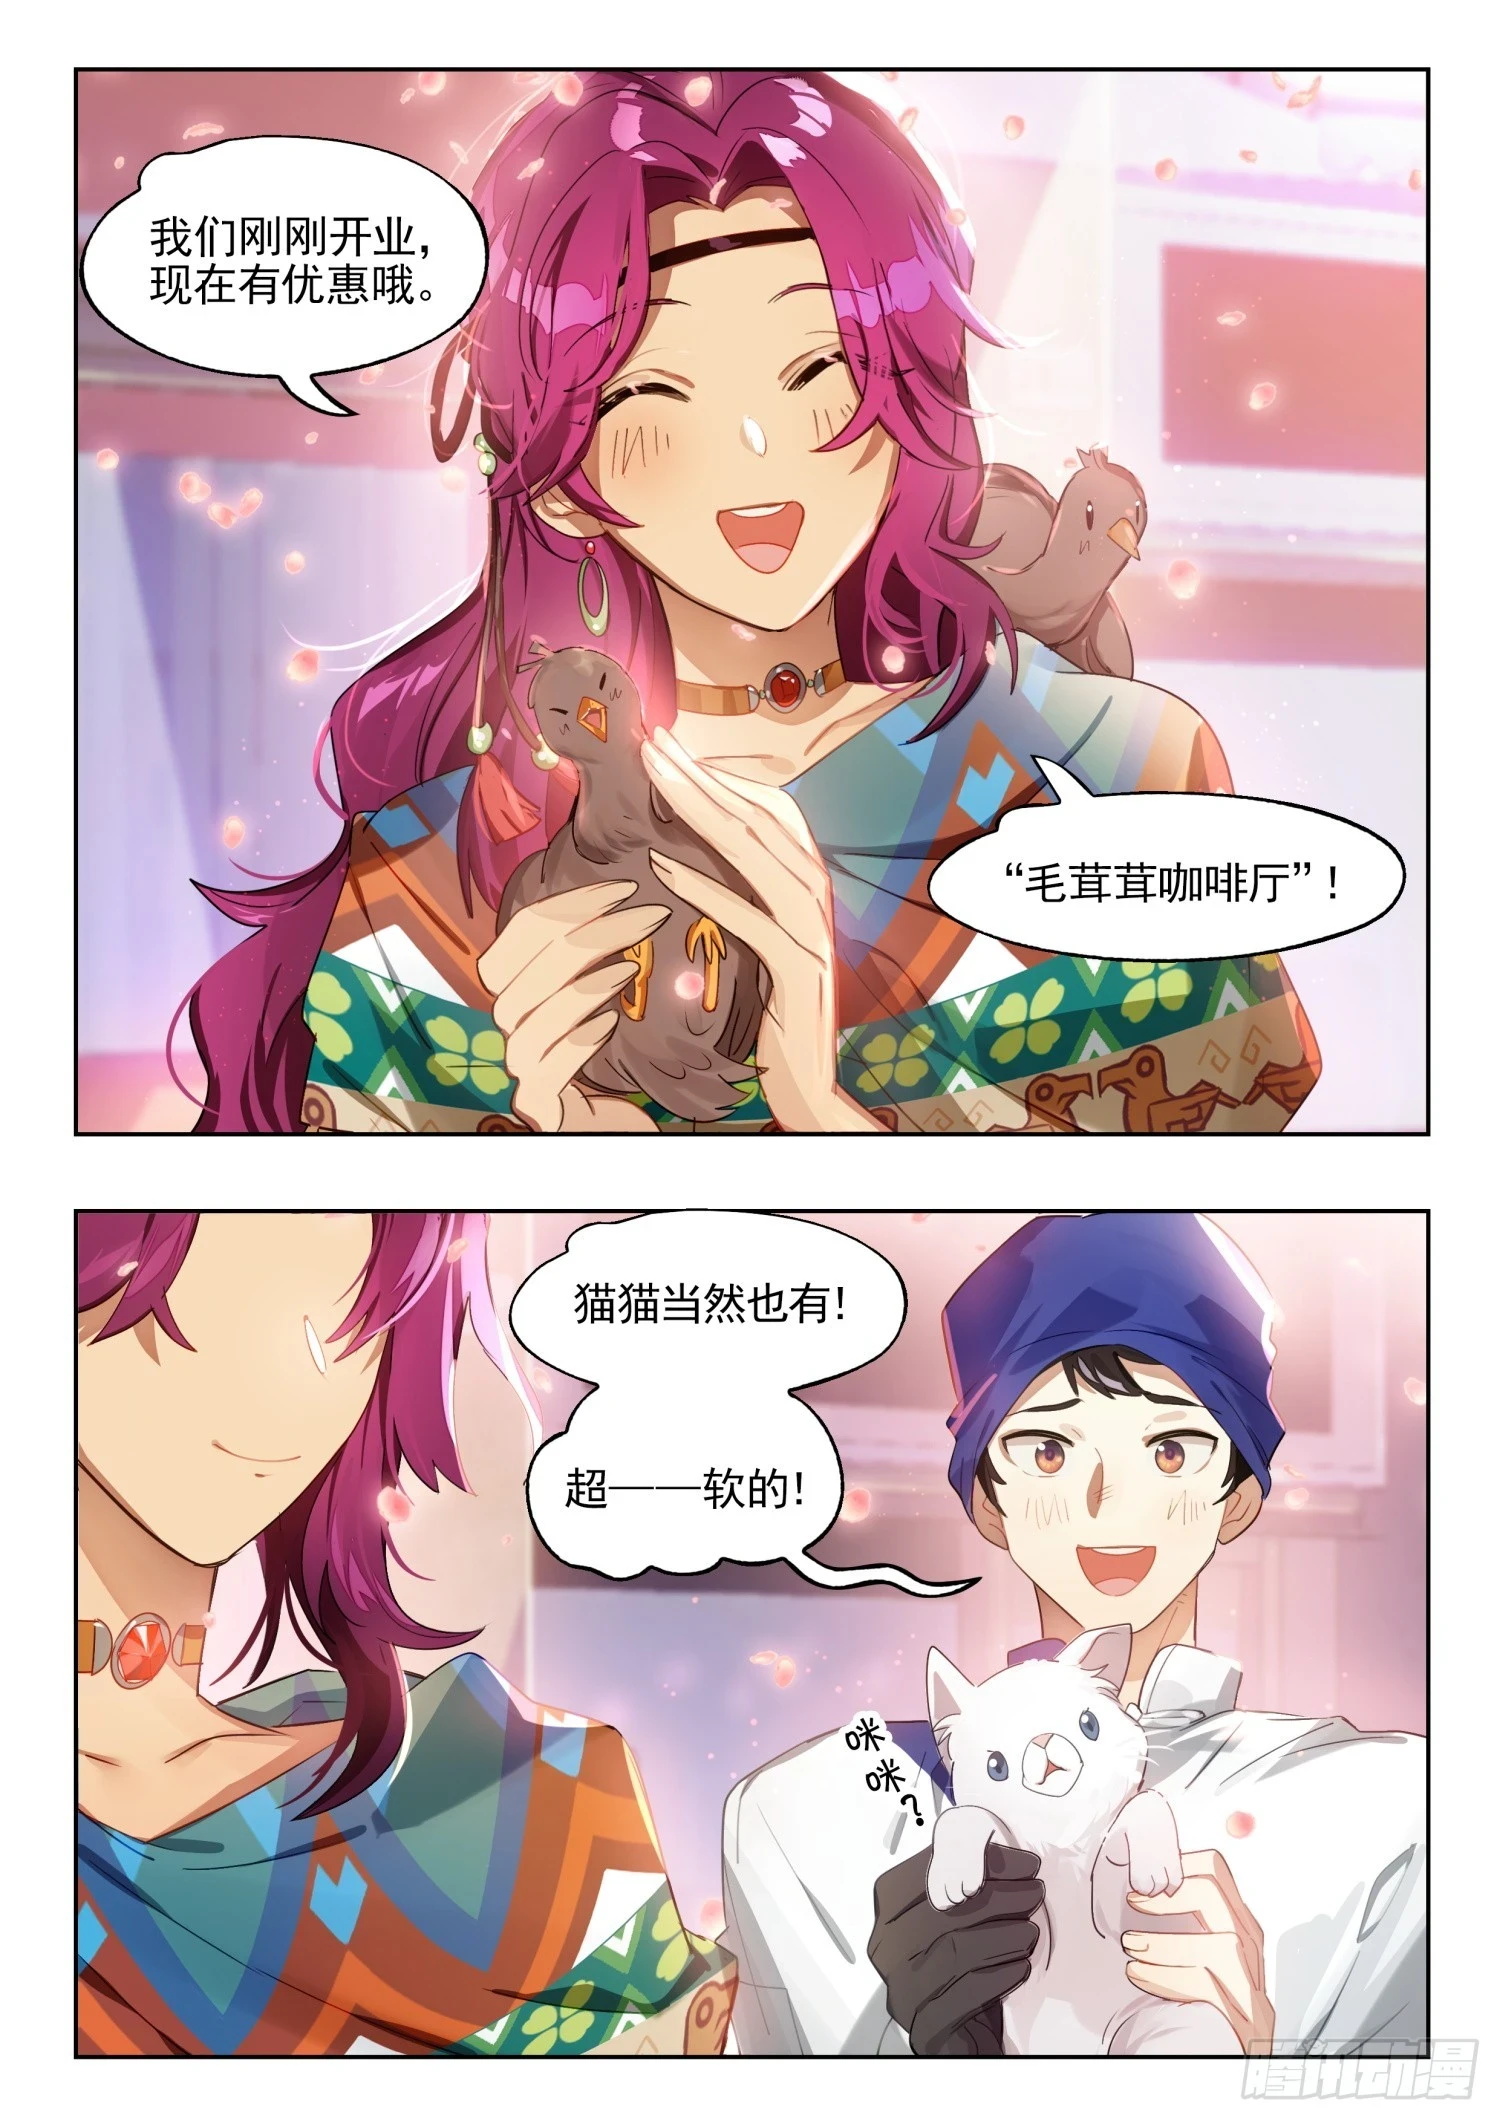 我们刚刚开业，
现在有优惠哦。
“毛茸茸咖啡厅”！
猫猫当然也有！
超——软的！
咪
咪
？
腾讯动漫